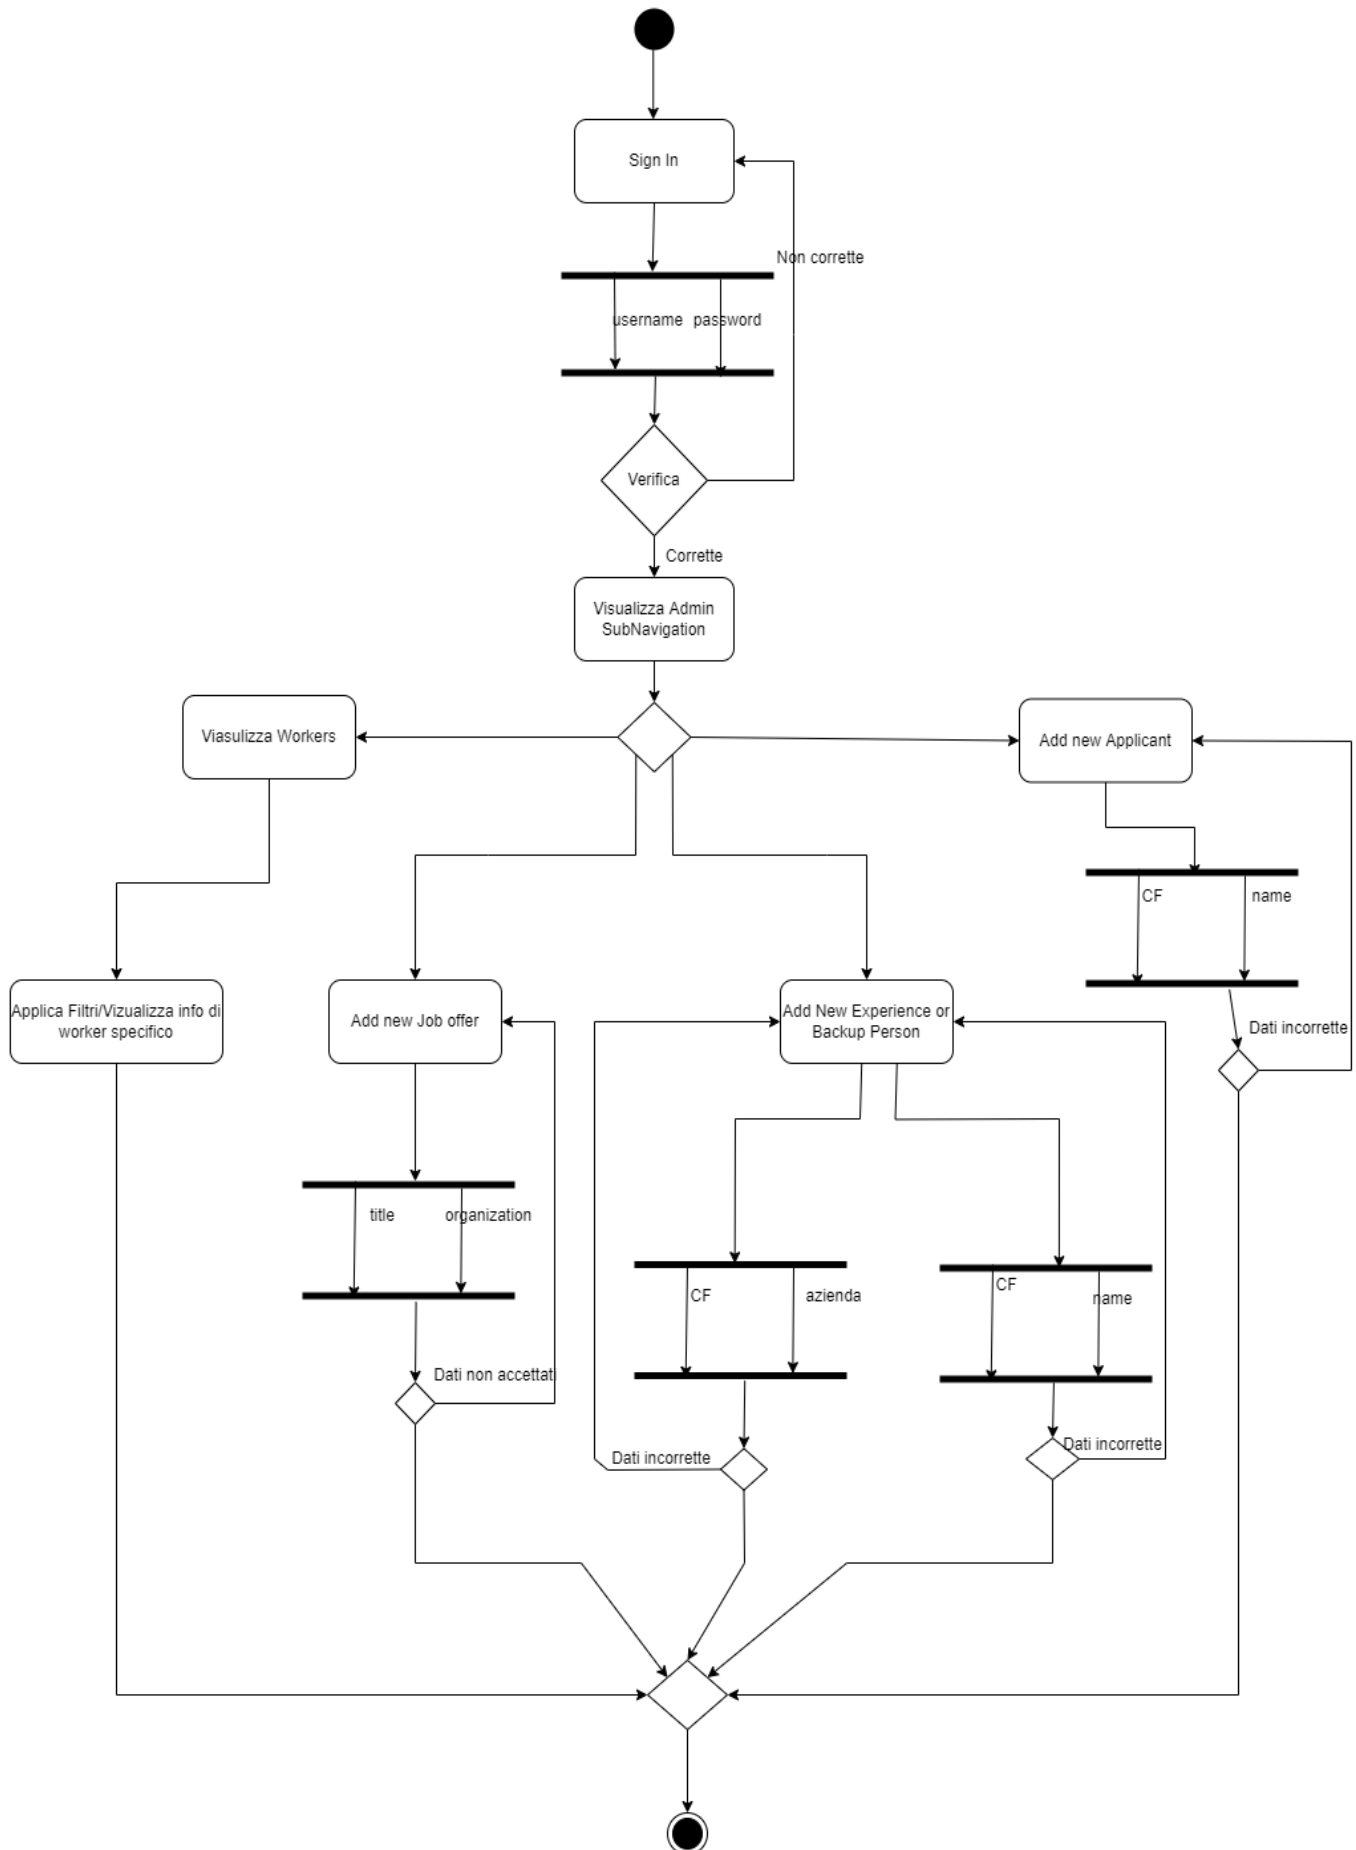 Sign In
Non corrette
username
password
Verifica
Corrette
Visualizza Admin
SubNavigation
Viasulizza Workers
Add new Applicant
CF
name
Applica Filtri/Vizualizza info di
worker specifico
Add new Job offer
Add New Experience or
Backup Person
Dati incorrette
title
organization
CF
azienda
CF
name
Dati non accettati
Dati incorrette
Dati incorrette